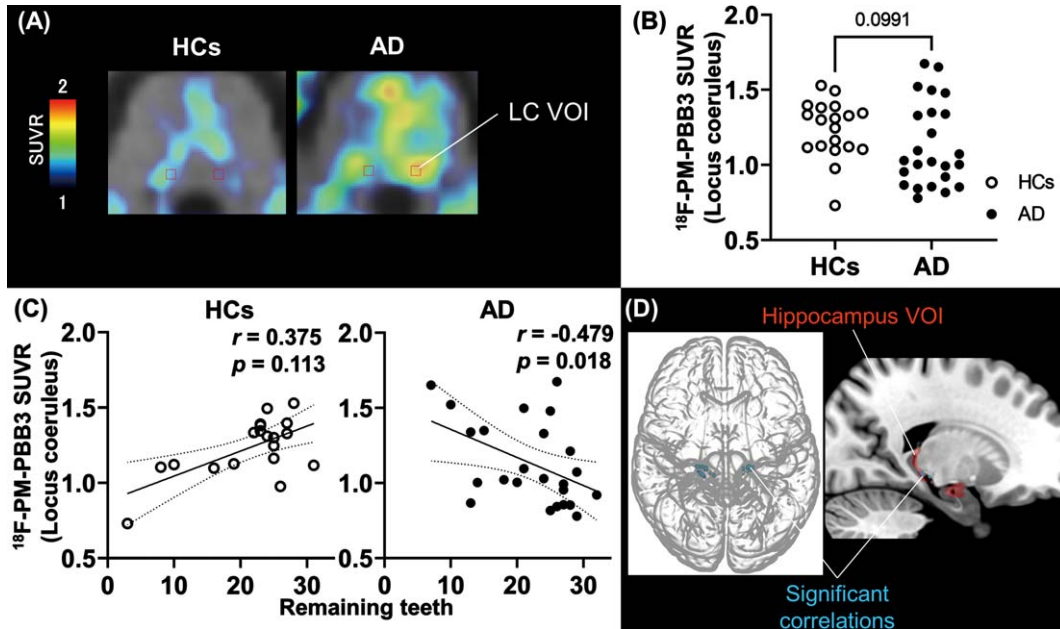 (A)
HCs
AD
2
SUVR
1
LC VOI
(B)
¹⁸F-PM-PBB3 SUVR
(Locus coeruleus)
2.0
1.5
1.0
0.5
0.0991
HCs
AD
HCs
AD
(C)
HCs
r = 0.375
p = 0.113
AD
r = -0.479
p = 0.018
¹⁸F-PM-PBB3 SUVR
(Locus coeruleus)
2.0
1.5
1.0
0.5
0
10
20
30
2.0
1.5
1.0
0.5
0
10
20
30
Remaining teeth
(D)
Hippocampus VOI
Significant
correlations